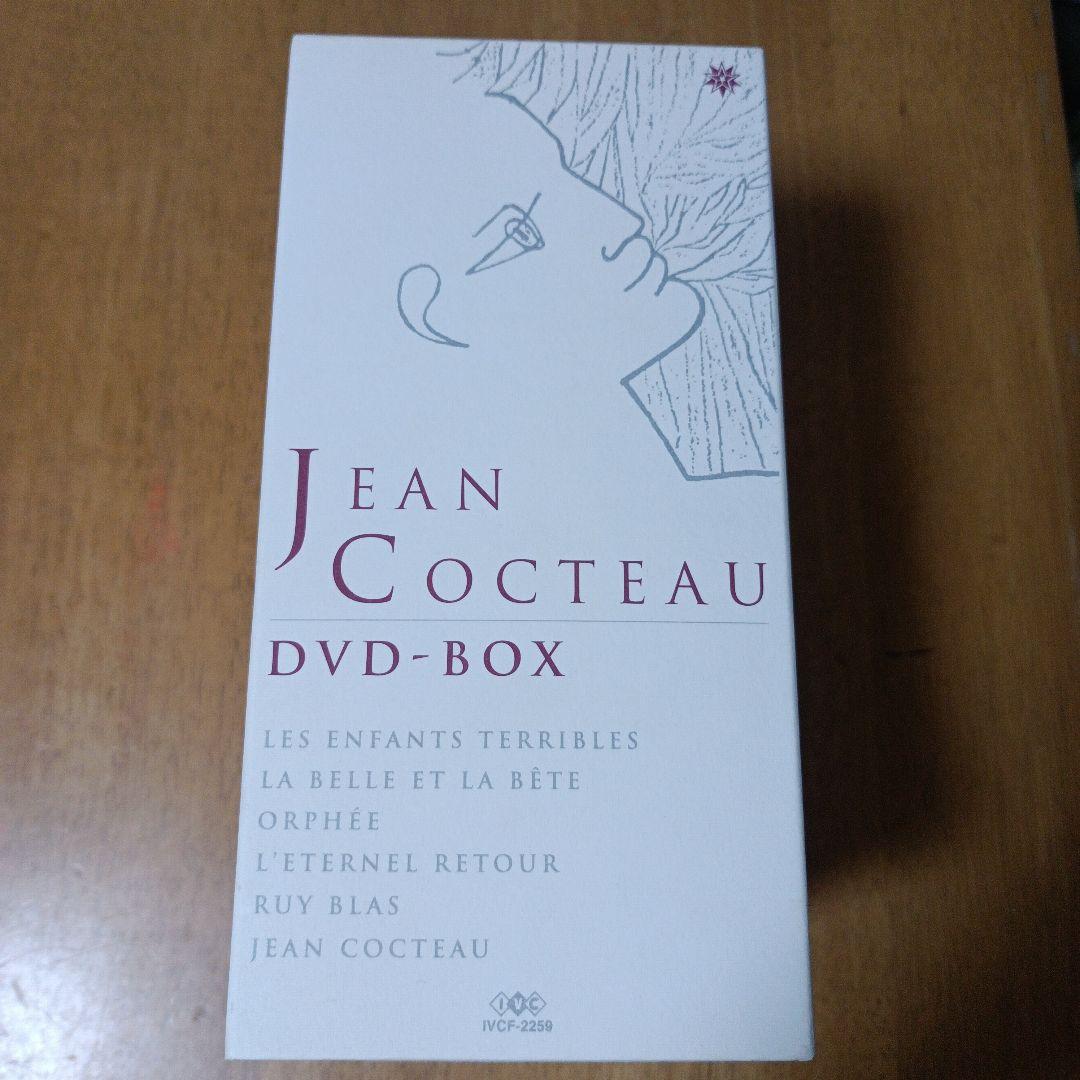 JEAN
COCTEAU
DVD-BOX
LES ENFANTS TERRIBLES
LA BELLE ET LA BÊTE
ORPHÉE
L'ETERNEL RETOUR
RUY BLAS
JEAN COCTEAU
IVC
IVCF-2259